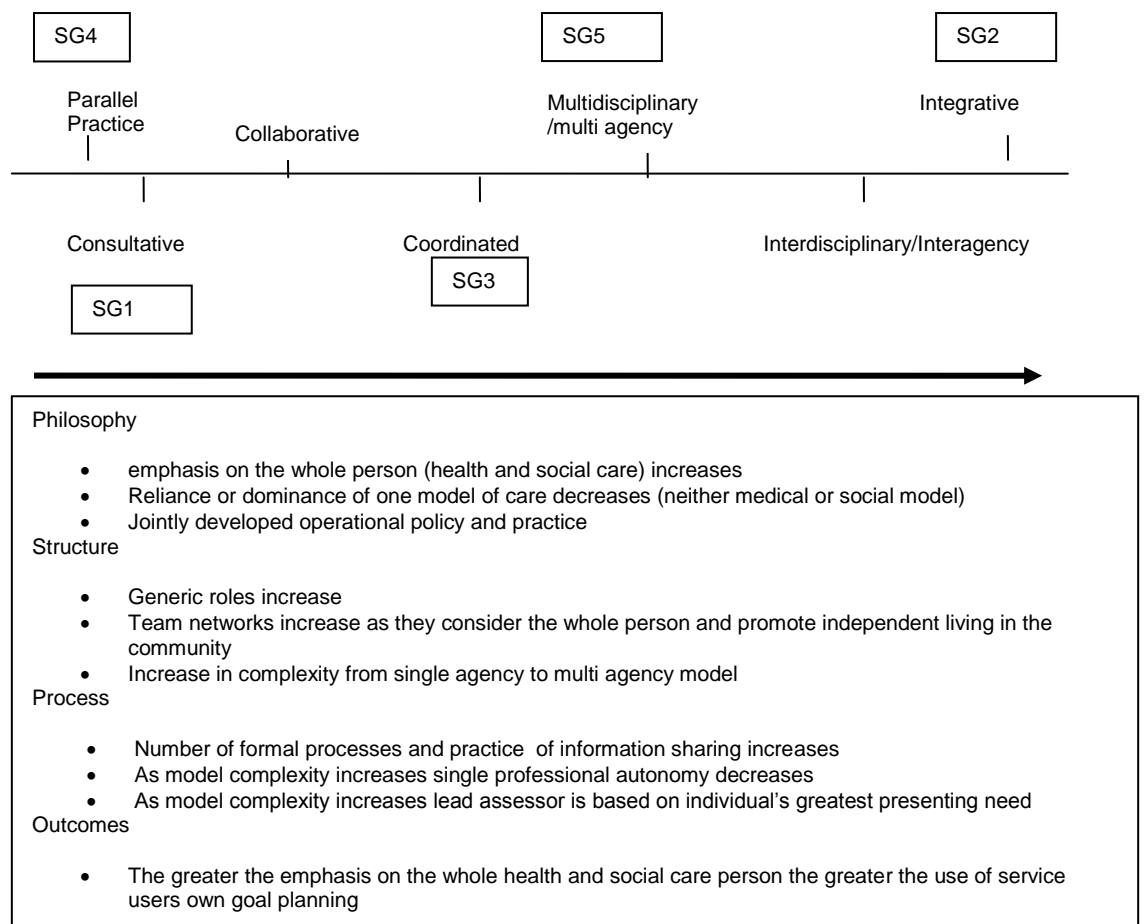 SG4
SG5
SG2
Parallel
Practice
Collaborative
Multidisciplinary
/multi agency
Integrative
Consultative
Coordinated
Interdisciplinary/Interagency
SG3
SG1
Philosophy
• emphasis on the whole person (health and social care) increases
• Reliance or dominance of one model of care decreases (neither medical or social model)
• Jointly developed operational policy and practice
Structure
• Generic roles increase
• Team networks increase as they consider the whole person and promote independent living in the
community
• Increase in complexity from single agency to multi agency model
Process
• Number of formal processes and practice of information sharing increases
• As model complexity increases single professional autonomy decreases
• As model complexity increases lead assessor is based on individual's greatest presenting need
Outcomes
• The greater the emphasis on the whole health and social care person the greater the use of service
users own goal planning